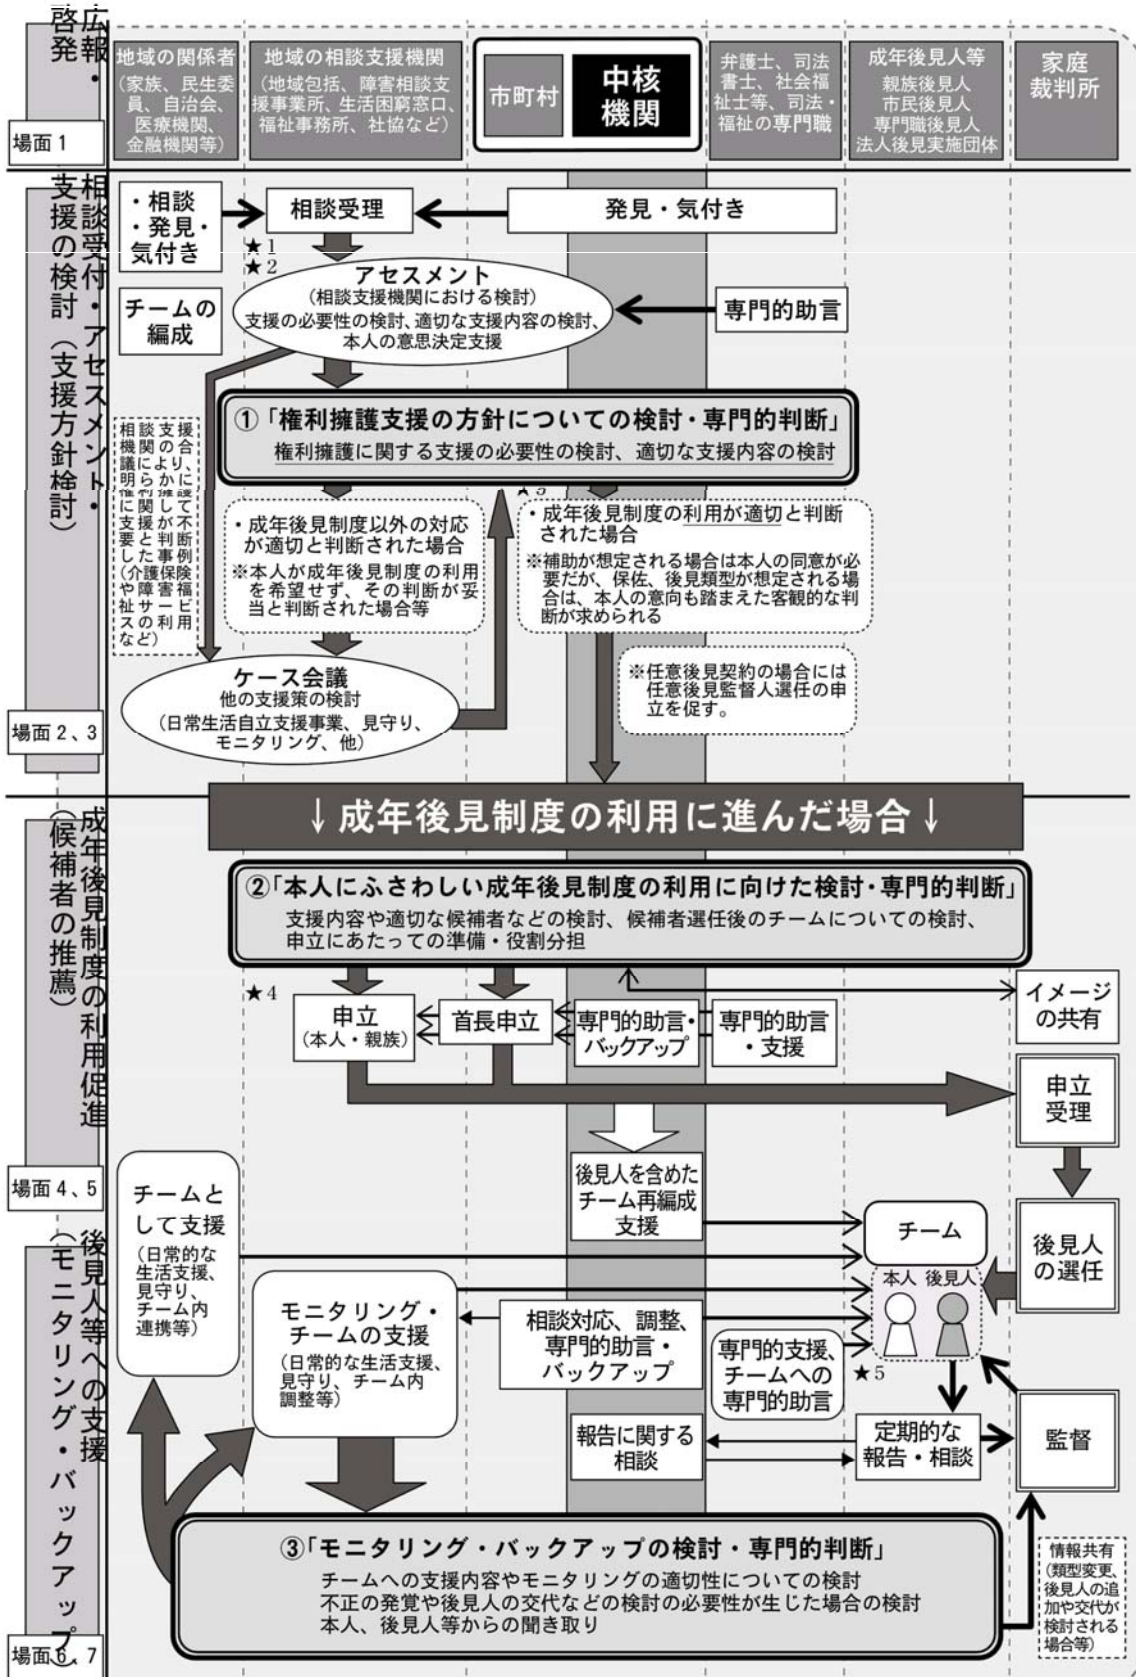 広報・
啓発
場面１
地域の関係者
（家族、民生委
員、自治会、
医療機関、
金融機関等）
地域の相談支援機関
（地域包括、障害相談支
援事業所、生活困窮窓口、
福祉事務所、社協など）
市町村
中核
機関
弁護士、司法
書士、社会福
祉士等、司法・
福祉の専門職
成年後見人等
親族後見人
市民後見人
専門職後見人
法人後見実施団体
家庭
裁判所
相談受付・アセスメント・
支援の検討（支援方針検討）
場面２、３
・相談
・発見・
気付き
相談受理
発見・気付き
★１
★２
チームの
編成
アセスメント
（相談支援機関における検討）
支援の必要性の検討、適切な支援内容の検討、
本人の意思決定支援
専門的助言
①「権利擁護支援の方針についての検討・専門的判断」
権利擁護に関する支援の必要性の検討、適切な支援内容の検討
相談支援
機関の合
議により、
明らかに
権利擁護
に関して
支援が不
要と判断
した事例
（介護保険
や障害福
祉サービ
スの利用
など）
・成年後見制度以外の対応
が適切と判断された場合
※本人が成年後見制度の利用
を希望せず、その判断が妥
当と判断された場合等
・成年後見制度の利用が適切と判断
された場合
※補助が想定される場合は本人の同意が必
要だが、保佐、後見類型が想定される場
合は、本人の意向も踏まえた客観的な判
断が求められる
ケース会議
他の支援策の検討
（日常生活自立支援事業、見守り、
モニタリング、他）
※任意後見契約の場合には
任意後見監督人選任の申
立を促す。
↓成年後見制度の利用に進んだ場合↓
成年後見制度の利用促進
（候補者の推薦）
場面４、５
②「本人にふさわしい成年後見制度の利用に向けた検討・専門的判断」
支援内容や適切な候補者などの検討、候補者選任後のチームについての検討、
申立にあたっての準備・役割分担
★４
申立
（本人・親族）
首長申立
専門的助言・
バックアップ
専門的助言
・支援
イメージ
の共有
申立
受理
後見人を含めた
チーム再編成
支援
後見人
の選任
後見人等への支援
（モニタリング・バックアップ）
場面６、７
チームと
して支援
（日常的な
生活支援、
見守り、
チーム内
連携等）
チーム
本人 後見人
モニタリング・
チームの支援
（日常的な生活支援、
見守り、チーム内
調整等）
相談対応、調整、
専門的助言・
バックアップ
専門的支援、
チームへの
専門的助言
★５
報告に関する
相談
定期的な
報告・相談
監督
③「モニタリング・バックアップの検討・専門的判断」
チームへの支援内容やモニタリングの適切性についての検討
不正の発覚や後見人の交代などの検討の必要性が生じた場合の検討
本人、後見人等からの聞き取り
情報共有
（類型変更、
後見人の追
加や交代が
検討される
場合等）